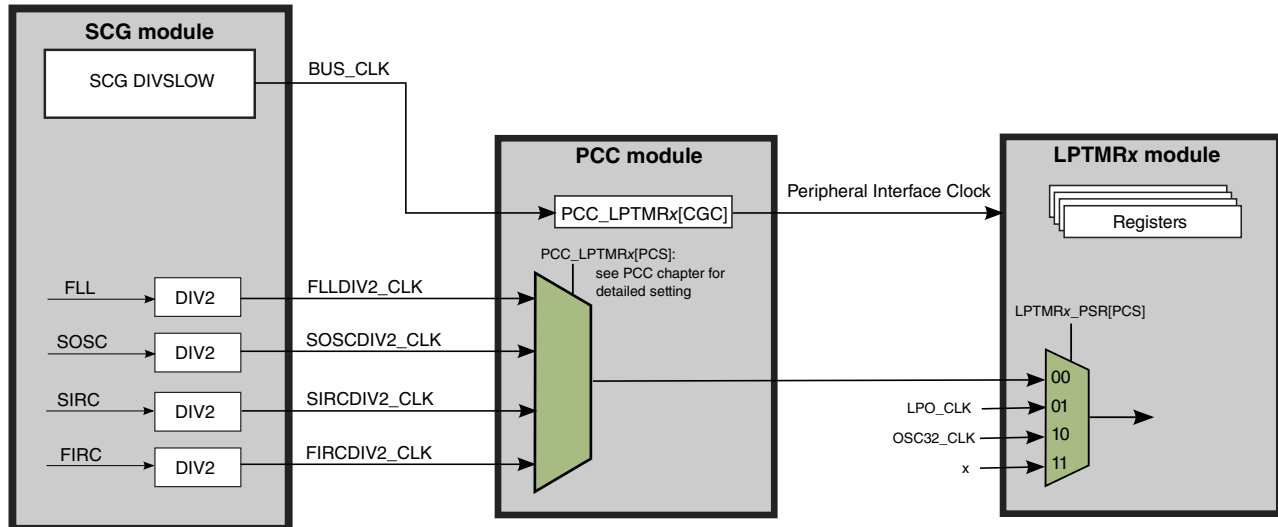 SCG module
SCG DIVSLOW
BUS_CLK
PCC module
LPTMRx module
PCC_LPTMRx[CGC]
Peripheral Interface Clock
Registers
PCC_LPTMRx[PCS]:
see PCC chapter for
detailed setting
FLL
DIV2
FLLDIV2_CLK
SOSC
DIV2
SOSCDIV2_CLK
SIRC
DIV2
SIRCDIV2_CLK
FIRC
DIV2
FIRCDIV2_CLK
LPTMRx_PSR[PCS]
00
LPO_CLK
01
OSC32_CLK
10
x
11